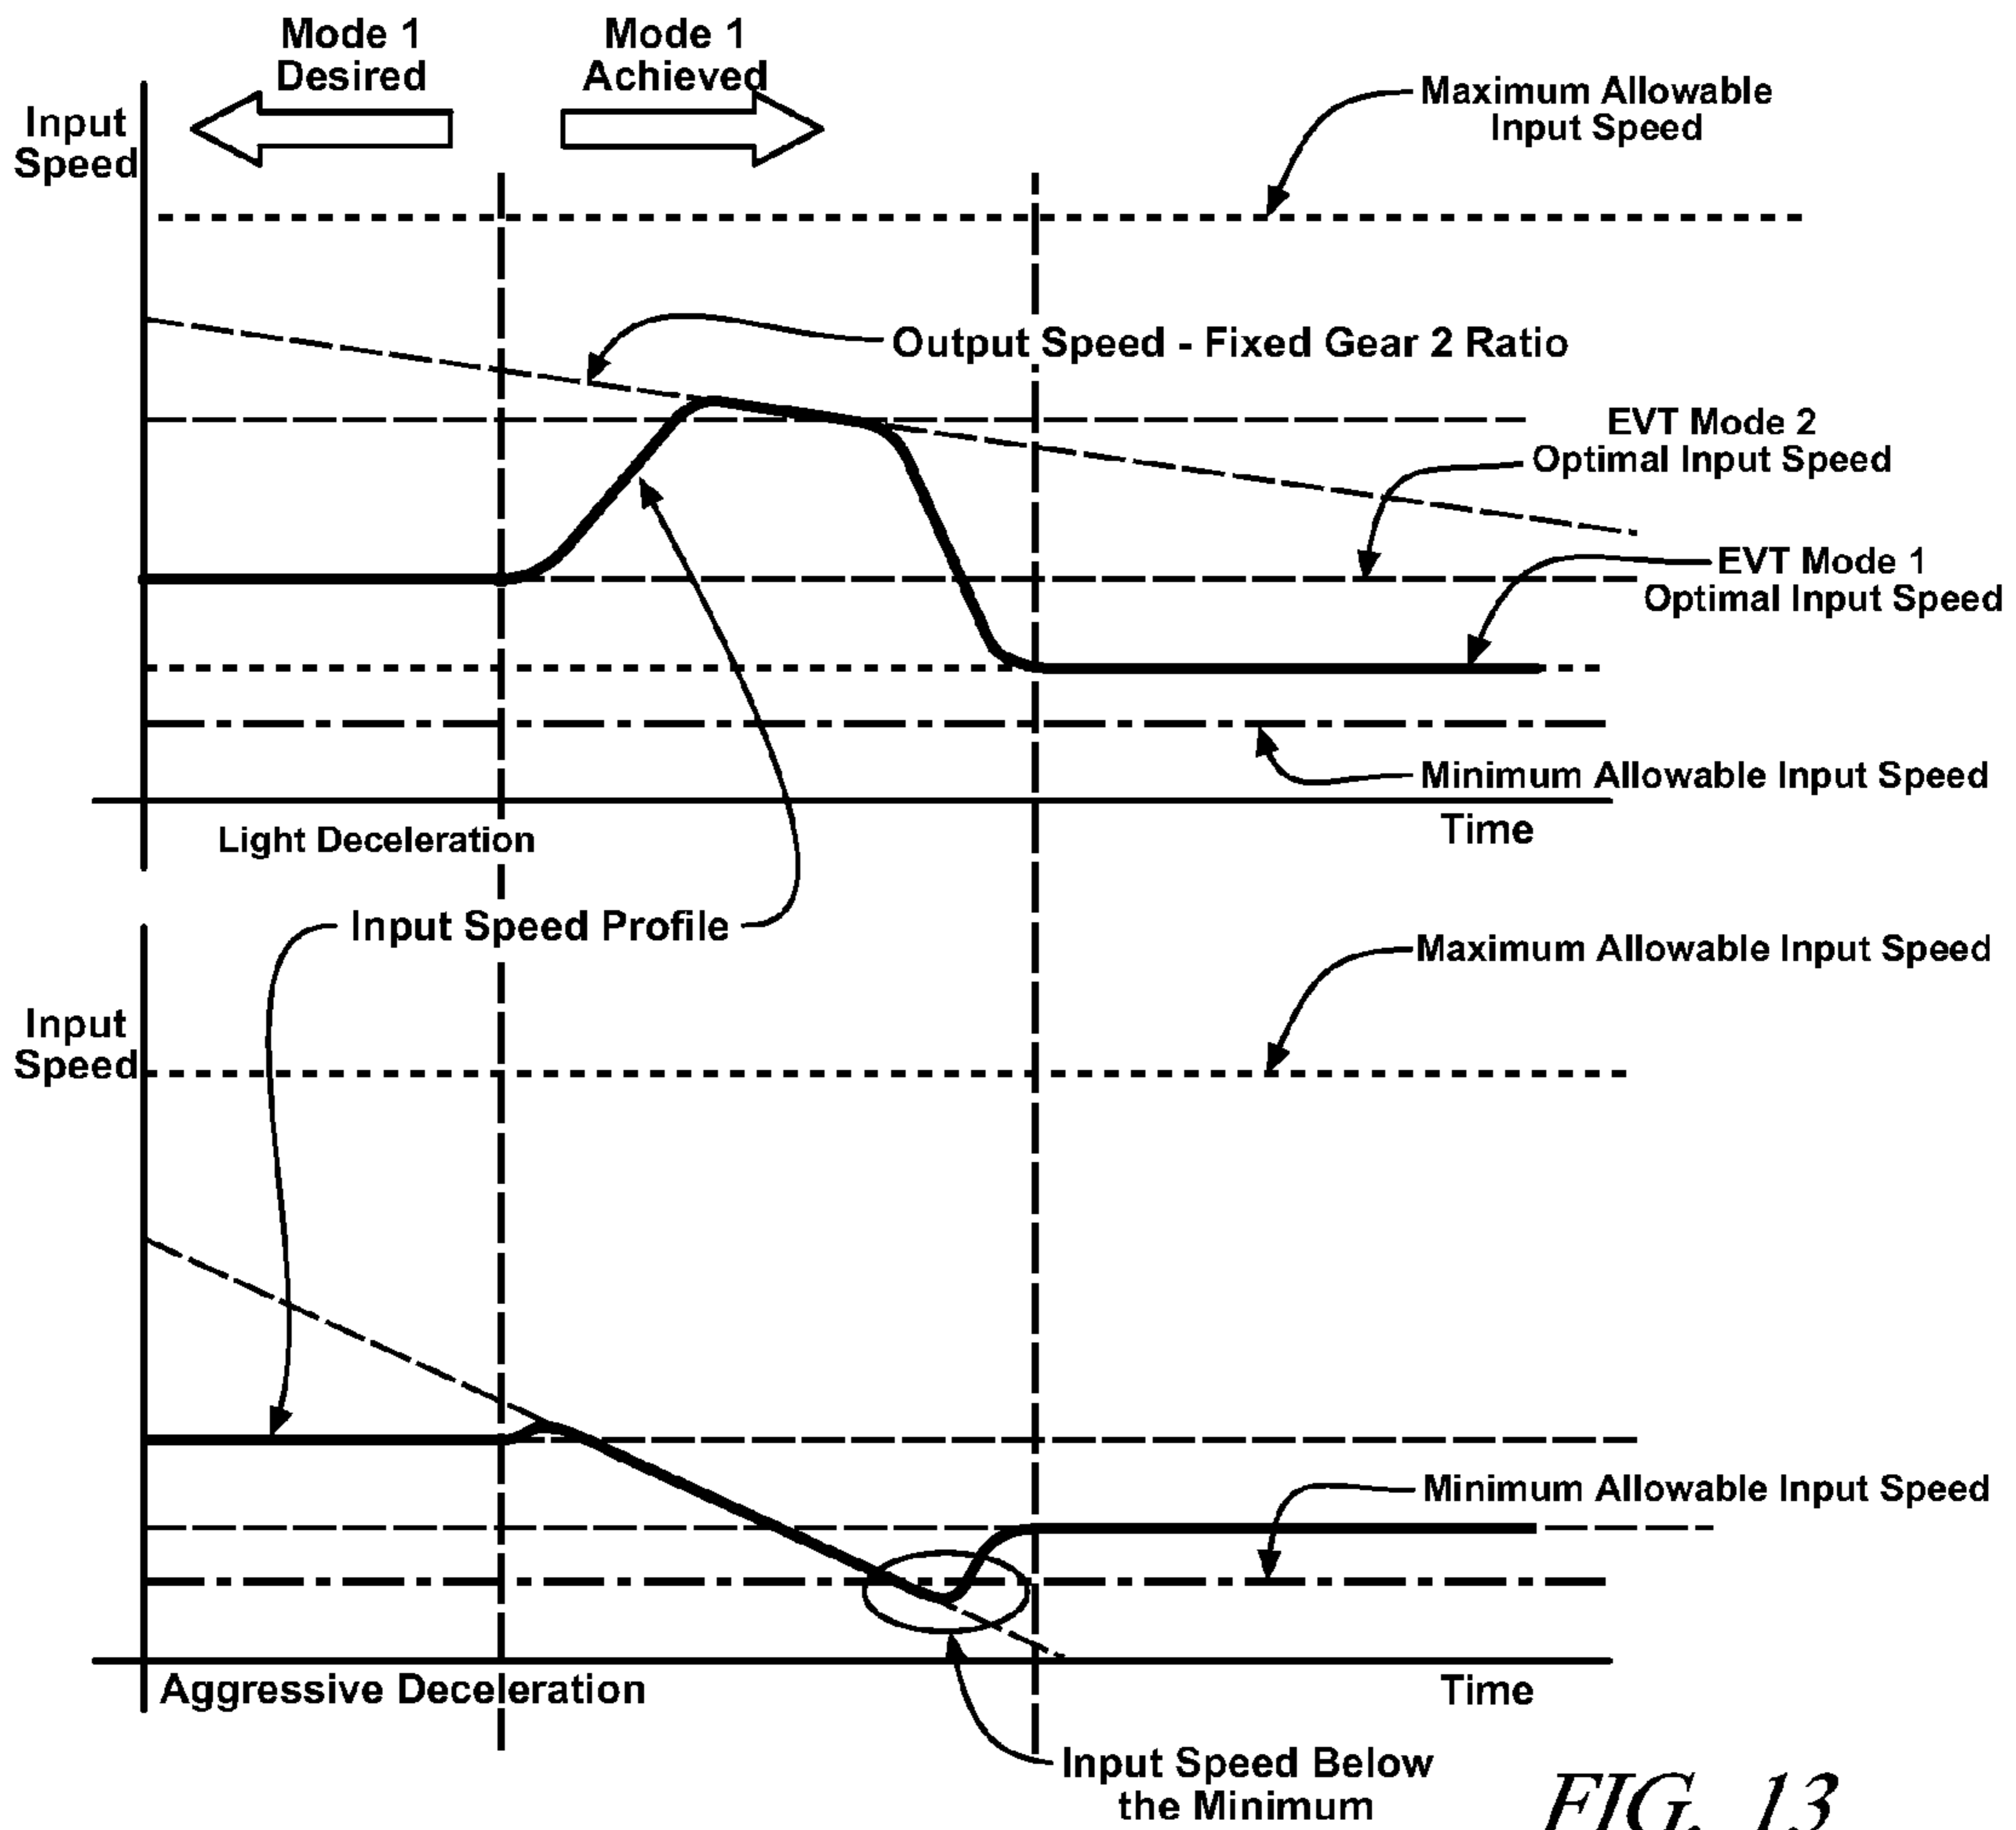 Mode 1
Desired
Mode 1
Achieved
Input
Speed
Maximum Allowable
Input Speed
Output Speed - Fixed Gear 2 Ratio
EVT Mode 2
Optimal Input Speed
EVT Mode 1
Optimal Input Speed
Minimum Allowable Input Speed
Time
Light Deceleration
Input Speed Profile
Maximum Allowable Input Speed
Input
Speed
Minimum Allowable Input Speed
Aggressive Deceleration
Time
Input Speed Below
the Minimum
FIG. 13